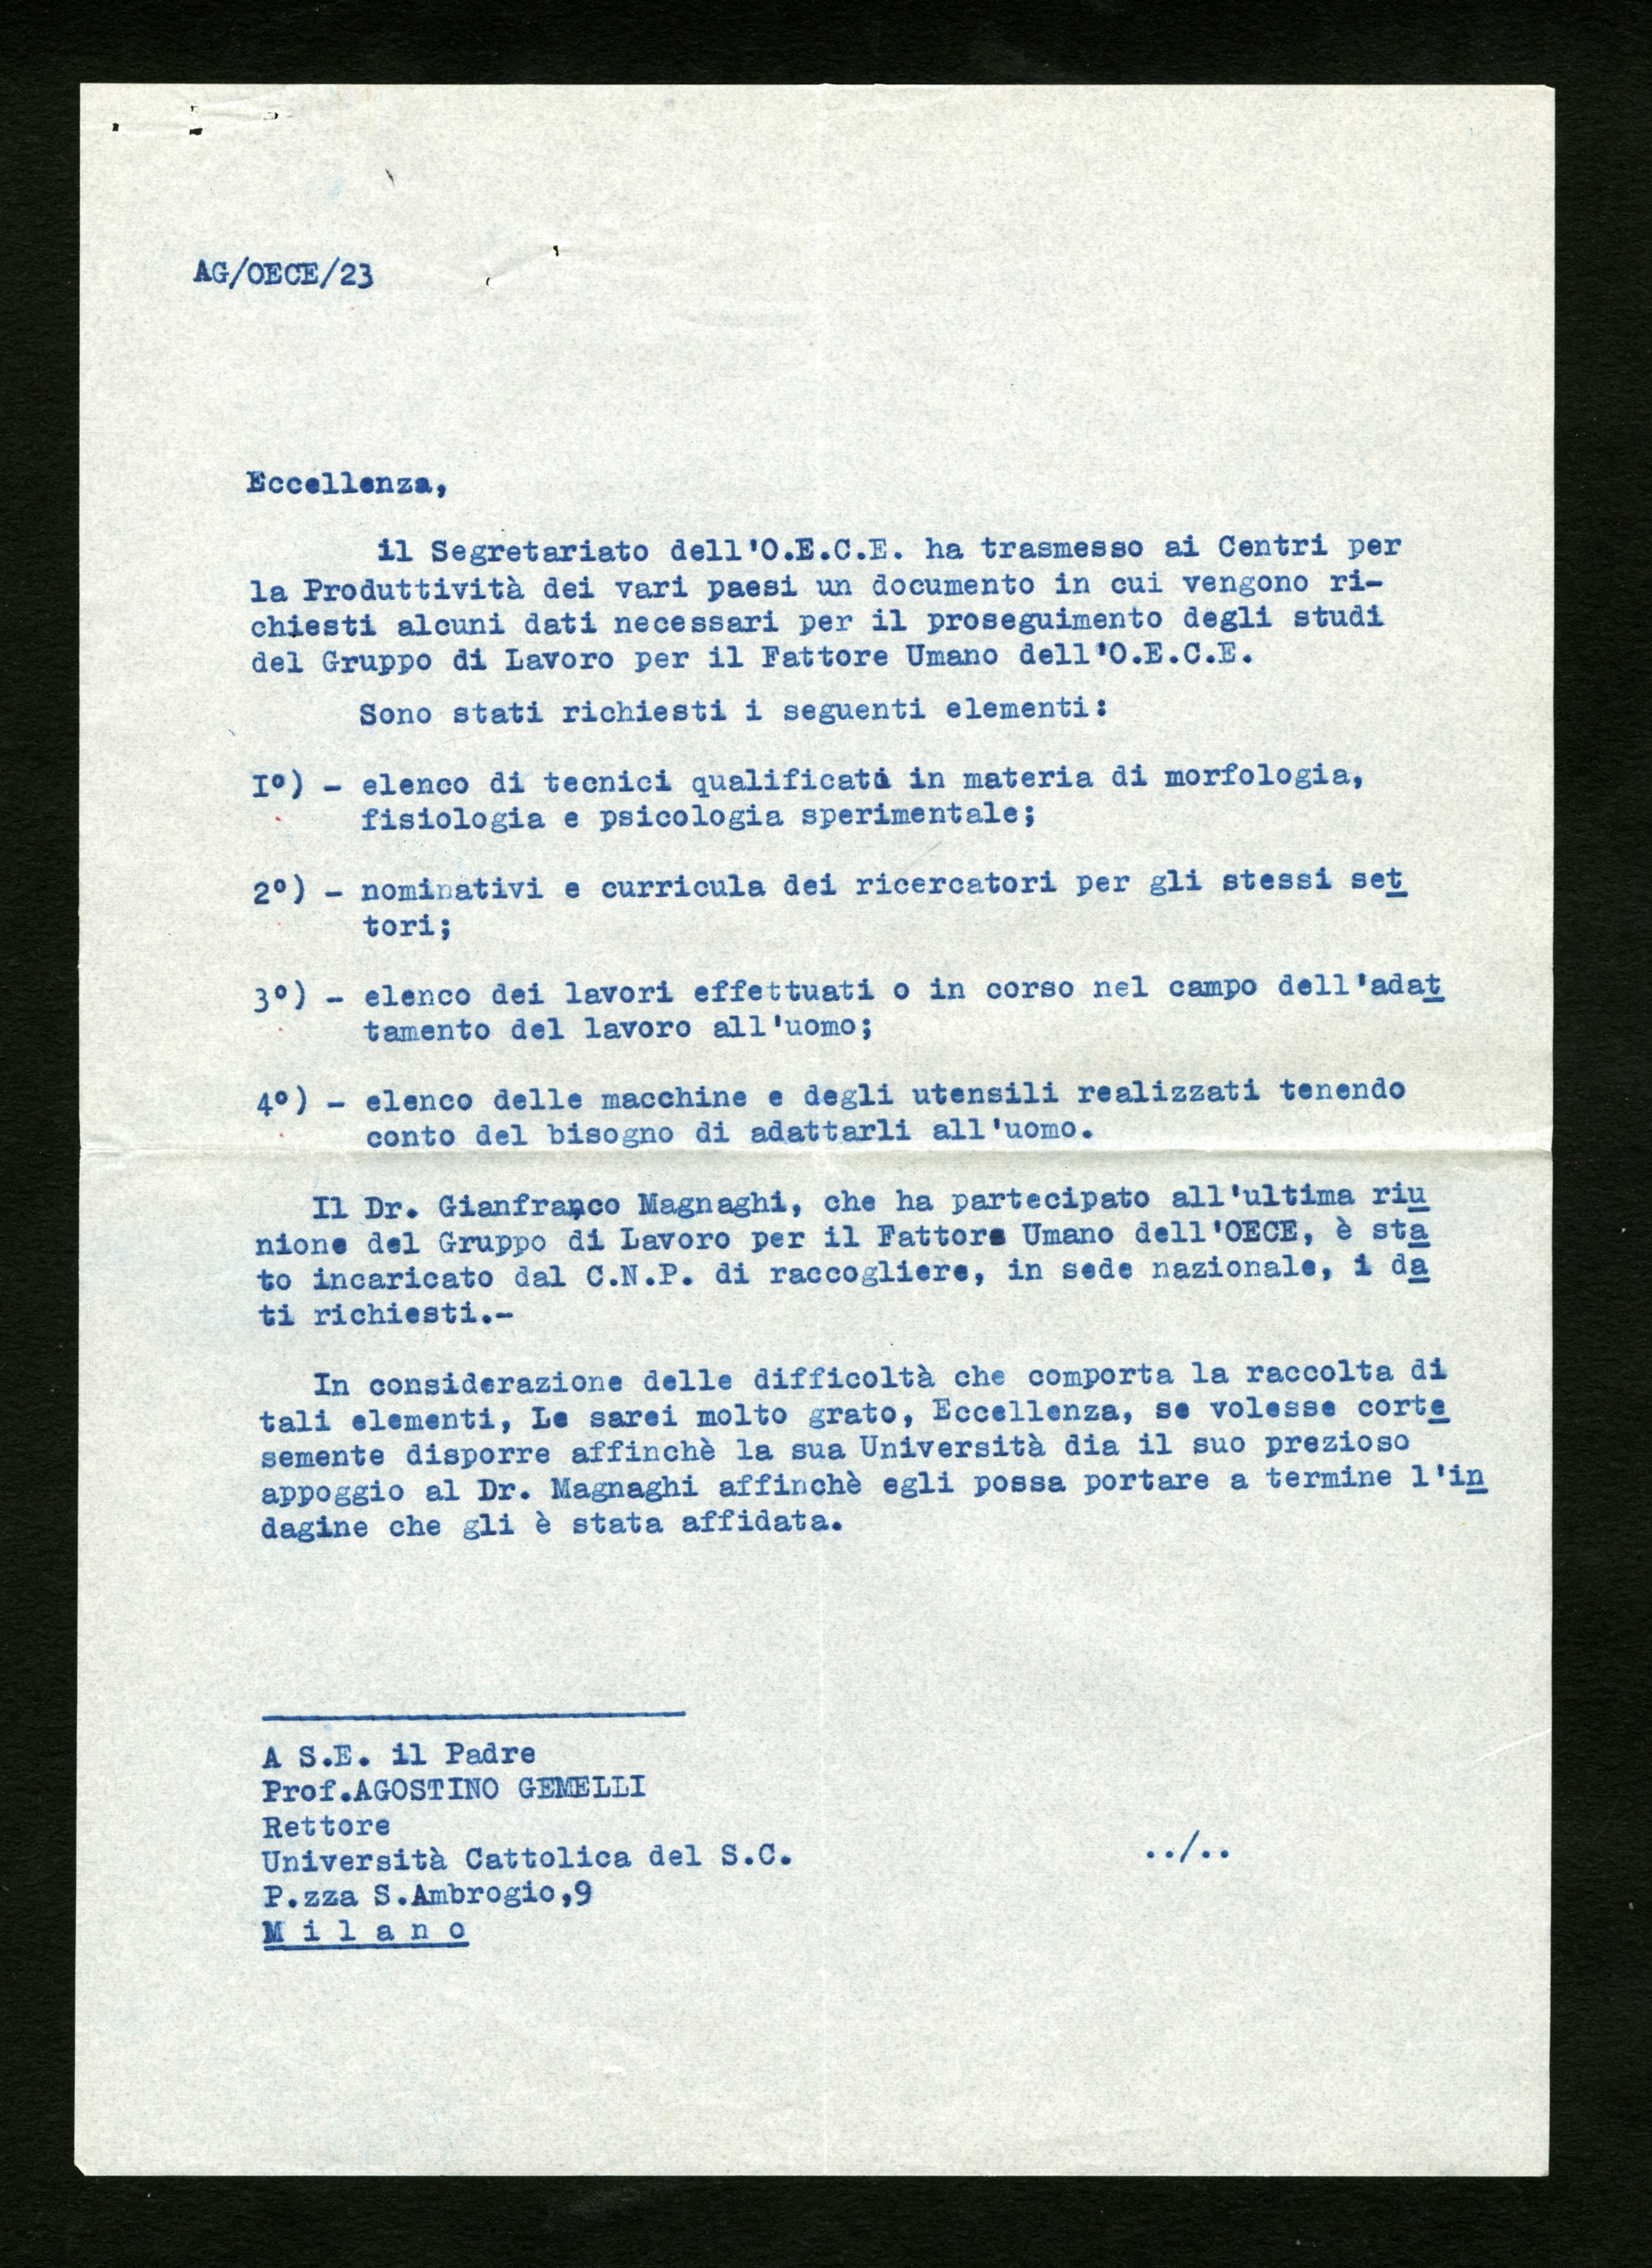 AG/OECE/23
Eccellenza,
il Segretariato dell'O.E.C.E. ha trasmesso ai Centri per
la Produttività dei vari paesi un documento in cui vengono ri-
chiesti alcuni dati necessari per il proseguimento degli studi
del Gruppo di Lavoro per il Fattore Umano dell'O.E.C.E.
Sono stati richiesti i seguenti elementi:
Iº) - elenco di tecnici qualificati in materia di morfologia,
fisiologia e psicologia sperimentale;
2º) - nominativi e curricula dei ricercatori per gli stessi set
tori;
3º) - elenco dei lavori effettuati o in corso nel campo dell'adat
tamento del lavoro all'uomo;
4º) - elenco delle macchine e degli utensili realizzati tenendo
conto del bisogno di adattarli all'uomo.
Il Dr. Gianfranco Magnaghi, che ha partecipato all'ultima riu
nione del Gruppo di Lavoro per il Fattore Umano dell'OECE, è sta
to incaricato dal C.N.P. di raccogliere, in sede nazionale, i da
ti richiesti.-
In considerazione delle difficoltà che comporta la raccolta di
tali elementi, Le sarei molto grato, Eccellenza, se volesse corte
semente disporre affinchè la sua Università dia il suo prezioso
appoggio al Dr. Magnaghi affinchè egli possa portare a termine l'in
dagine che gli è stata affidata.
A S.E. il Padre
Prof.AGOSTINO GEMELLI
Rettore
Università Cattolica del S.C.
../..
P.zza S.Ambrogio,9
M i l a n o